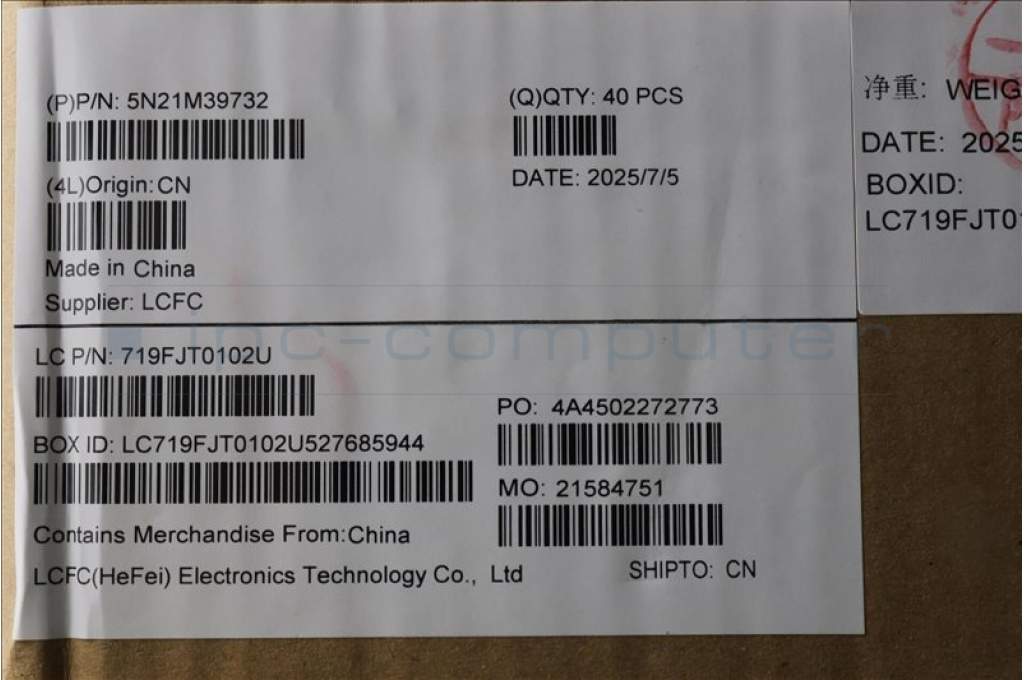 (P)P/N: 5N21M39732
(Q)QTY: 40 PCS
(4L)Origin:CN
DATE: 2025/7/5
Made in China
Supplier: LCFC
LC P/N: 719FJT0102U
PO: 4A4502272773
BOX ID: LC719FJT0102U527685944
MO: 21584751
Contains Merchandise From:China
LCFC(HeFei) Electronics Technology Co., Ltd
SHIPTO: CN
净重: WEIG
DATE: 2025
BOXID:
LC719FJT01
ipc-computer